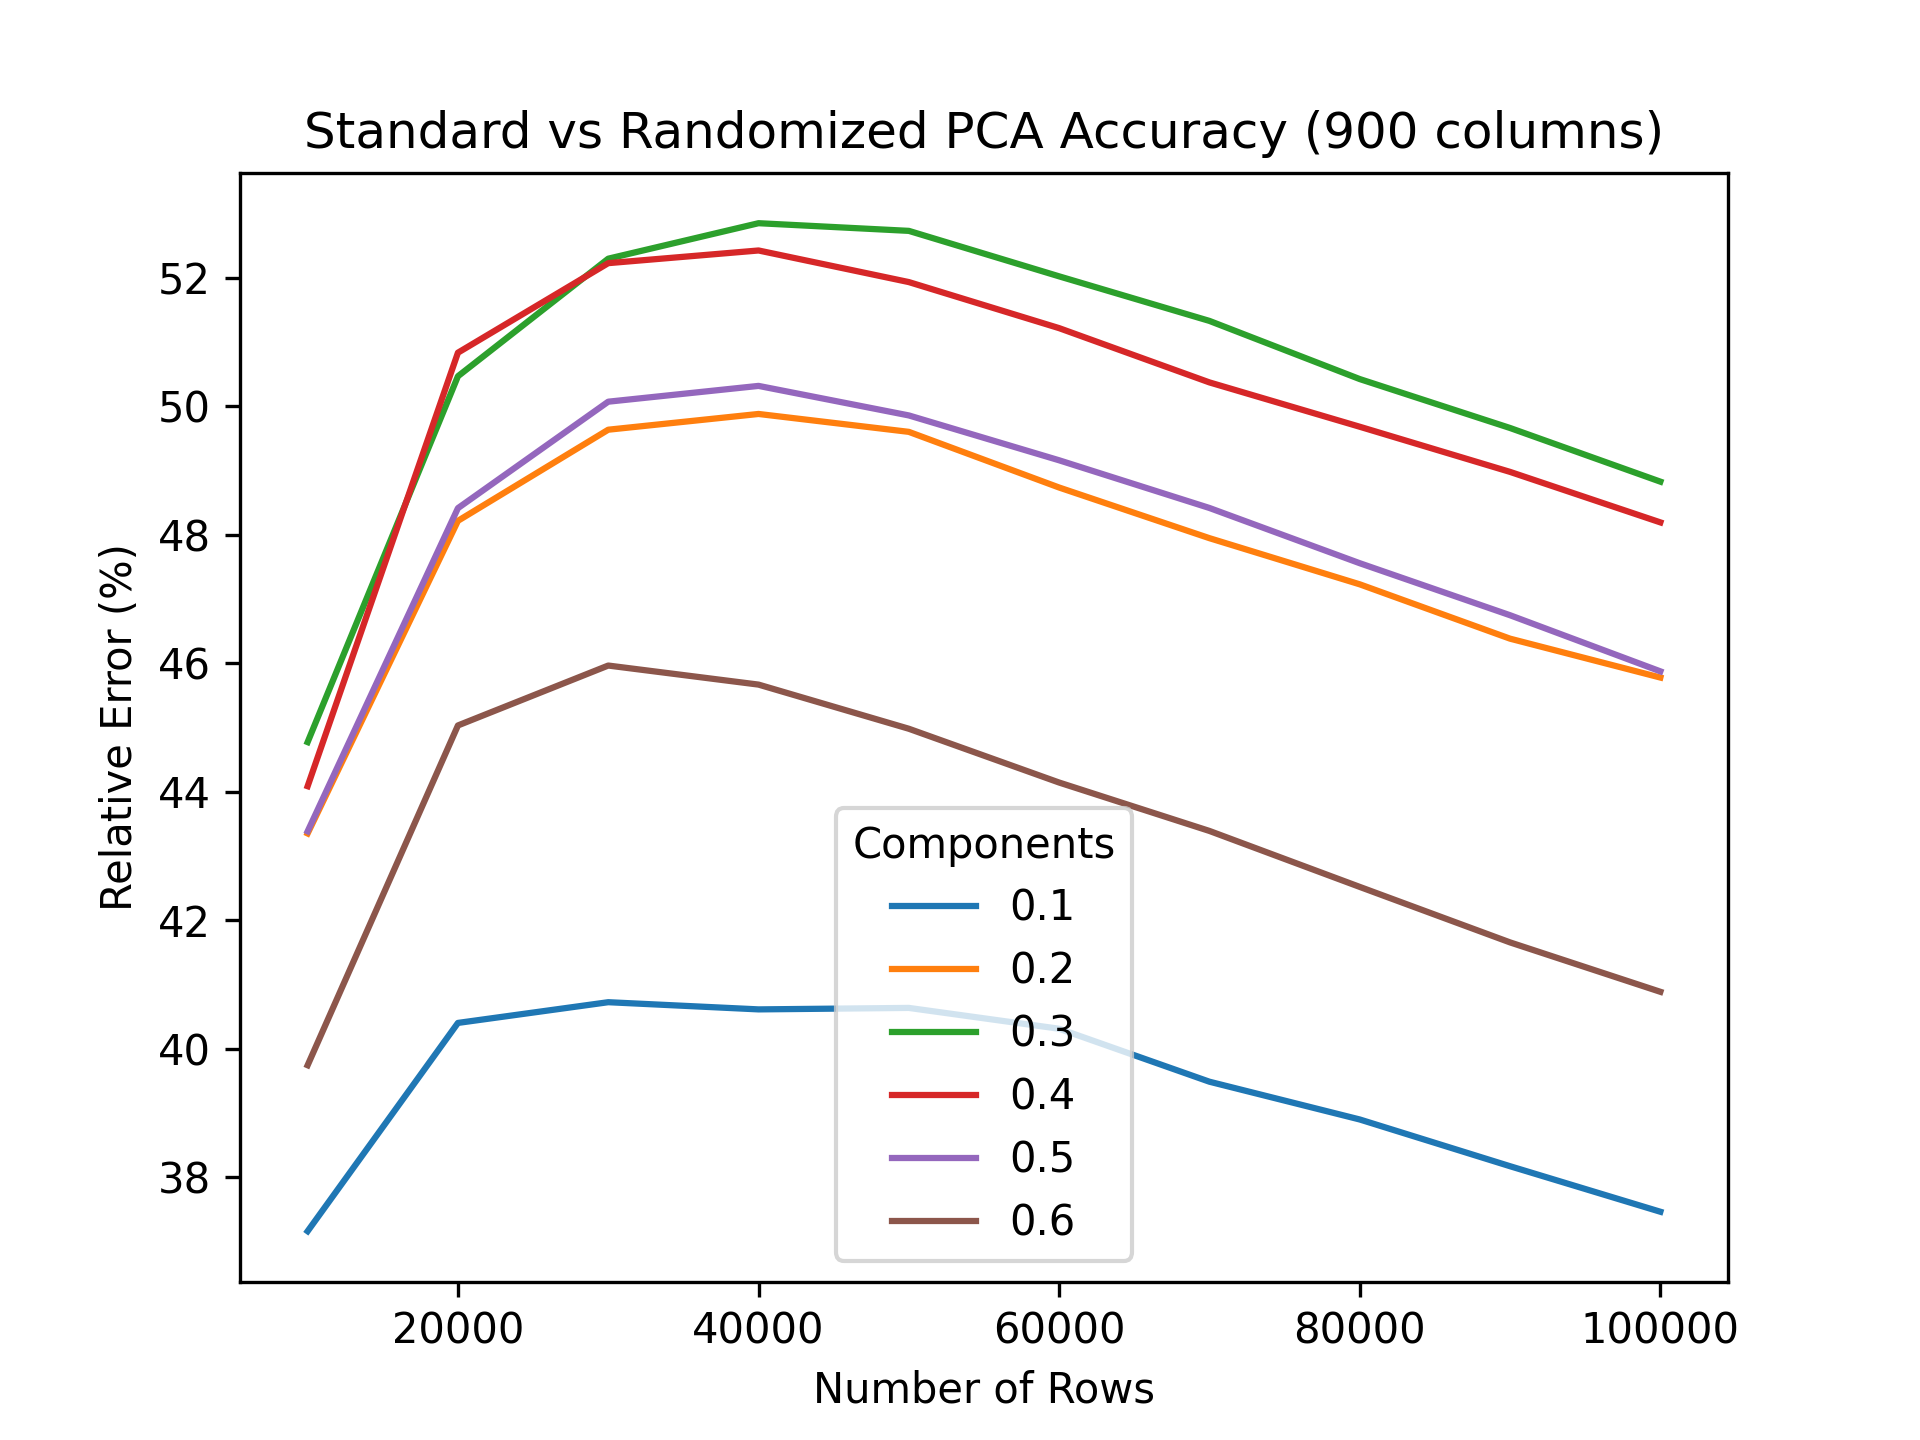 Standard vs Randomized PCA Accuracy (900 columns)
Relative Error (%)
52
50
48
46
44
42
40
38
Components
0.1
0.2
0.3
0.4
0.5
0.6
20000 40000 60000 80000 100000
Number of Rows